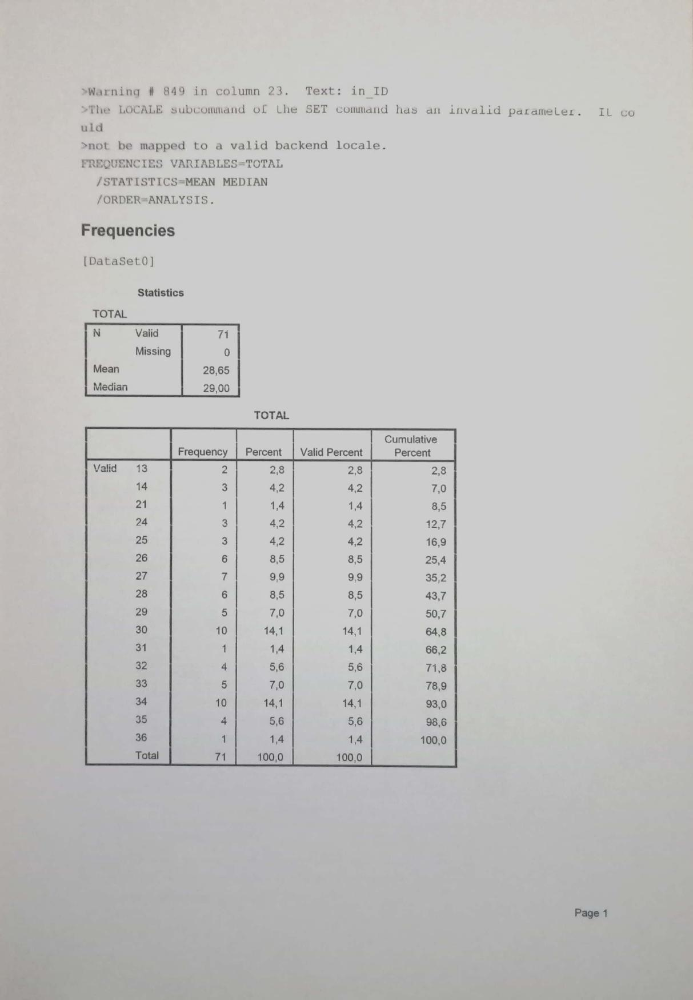 >Warning # 849 in column 23.  Text: in_ID
>The LOCALE subcommand of the SET command has an invalid parameter.  It co
uld
>not be mapped to a valid backend locale.
FREQUENCIES VARIABLES=TOTAL
  /STATISTICS=MEAN MEDIAN
  /ORDER=ANALYSIS.
Frequencies
[DataSet0]
Statistics
TOTAL
N Valid 71
Missing 0
Mean 28,65
Median 29,00
TOTAL
Frequency Percent Valid Percent Cumulative Percent
Valid 13 2 2,8 2,8 2,8
14 3 4,2 4,2 7,0
21 1 1,4 1,4 8,5
24 3 4,2 4,2 12,7
25 3 4,2 4,2 16,9
26 6 8,5 8,5 25,4
27 7 9,9 9,9 35,2
28 6 8,5 8,5 43,7
29 5 7,0 7,0 50,7
30 10 14,1 14,1 64,8
31 1 1,4 1,4 66,2
32 4 5,6 5,6 71,8
33 5 7,0 7,0 78,9
34 10 14,1 14,1 93,0
35 4 5,6 5,6 98,6
36 1 1,4 1,4 100,0
Total 71 100,0 100,0
Page 1